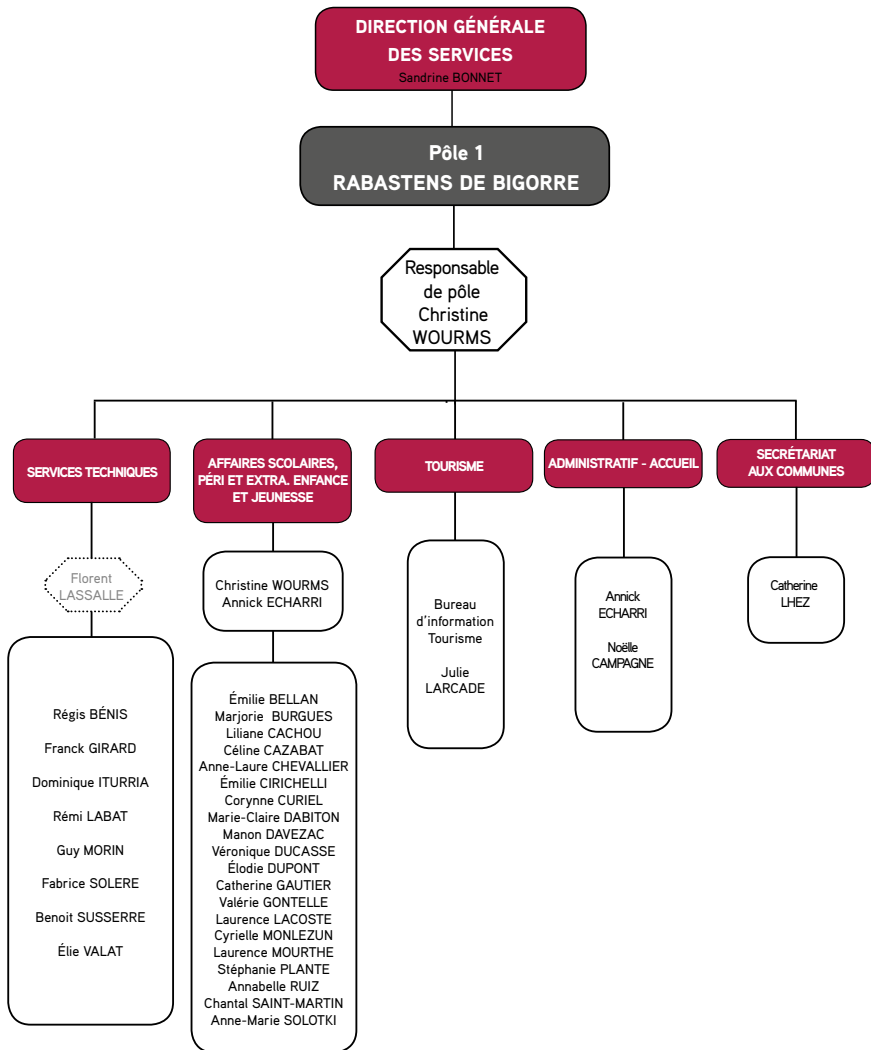 DIRECTION GÉNÉRALE
DES SERVICES
Sandrine BONNET
Pôle 1
RABASTENS DE BIGORRE
Responsable
de pôle
Christine
WOURMS
SERVICES TECHNIQUES
AFFAIRES SCOLAIRES,
PÉRI ET EXTRA. ENFANCE
ET JEUNESSE
TOURISME
ADMINISTRATIF - ACCUEIL
SECRÉTARIAT
AUX COMMUNES
Florent
LASSALLE
Christine WOURMS
Annick ECHARRI
Bureau
d'information
Tourisme
Julie
LARCADE
Annick
ECHARRI
Noëlle
CAMPAGNE
Catherine
LHEZ
Régis BÉNIS
Franck GIRARD
Dominique ITURRIA
Rémi LABAT
Guy MORIN
Fabrice SOLERE
Benoit SUSSERRE
Élie VALAT
Émilie BELLAN
Marjorie BURGUES
Liliane CACHOU
Céline CAZABAT
Anne-Laure CHEVALLIER
Émilie CIRICHELLI
Corynne CURIEL
Marie-Claire DABITON
Manon DAVEZAC
Véronique DUCASSE
Élodie DUPONT
Catherine GAUTIER
Valérie GONTELLE
Laurence LACOSTE
Cyrielle MONLEZUN
Laurence MOURTHE
Stéphanie PLANTE
Annabelle RUIZ
Chantal SAINT-MARTIN
Anne-Marie SOLOTKI